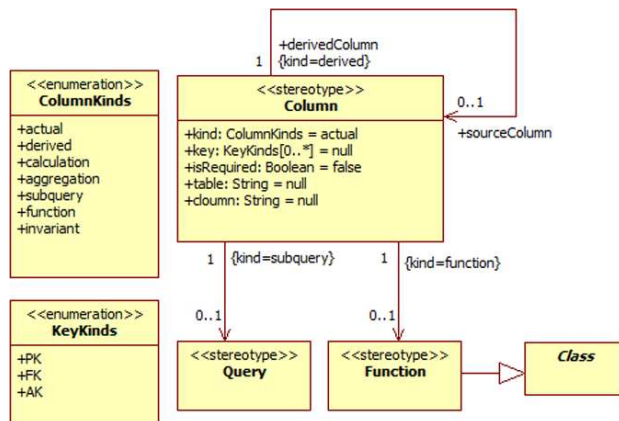 +derivedColumn
1 {kind=derived}
<<enumeration>>
ColumnKinds
+actual
+derived
+calculation
+aggregation
+subquery
+function
+invariant
<<stereotype>>
Column
+kind: ColumnKinds = actual
+key: KeyKinds[0..*] = null
+isRequired: Boolean = false
+table: String = null
+cloumn: String = null
0..1
+sourceColumn
1 {kind=subquery}
1 {kind=function}
0..1
0..1
<<enumeration>>
KeyKinds
+PK
+FK
+AK
<<stereotype>>
Query
<<stereotype>>
Function
Class